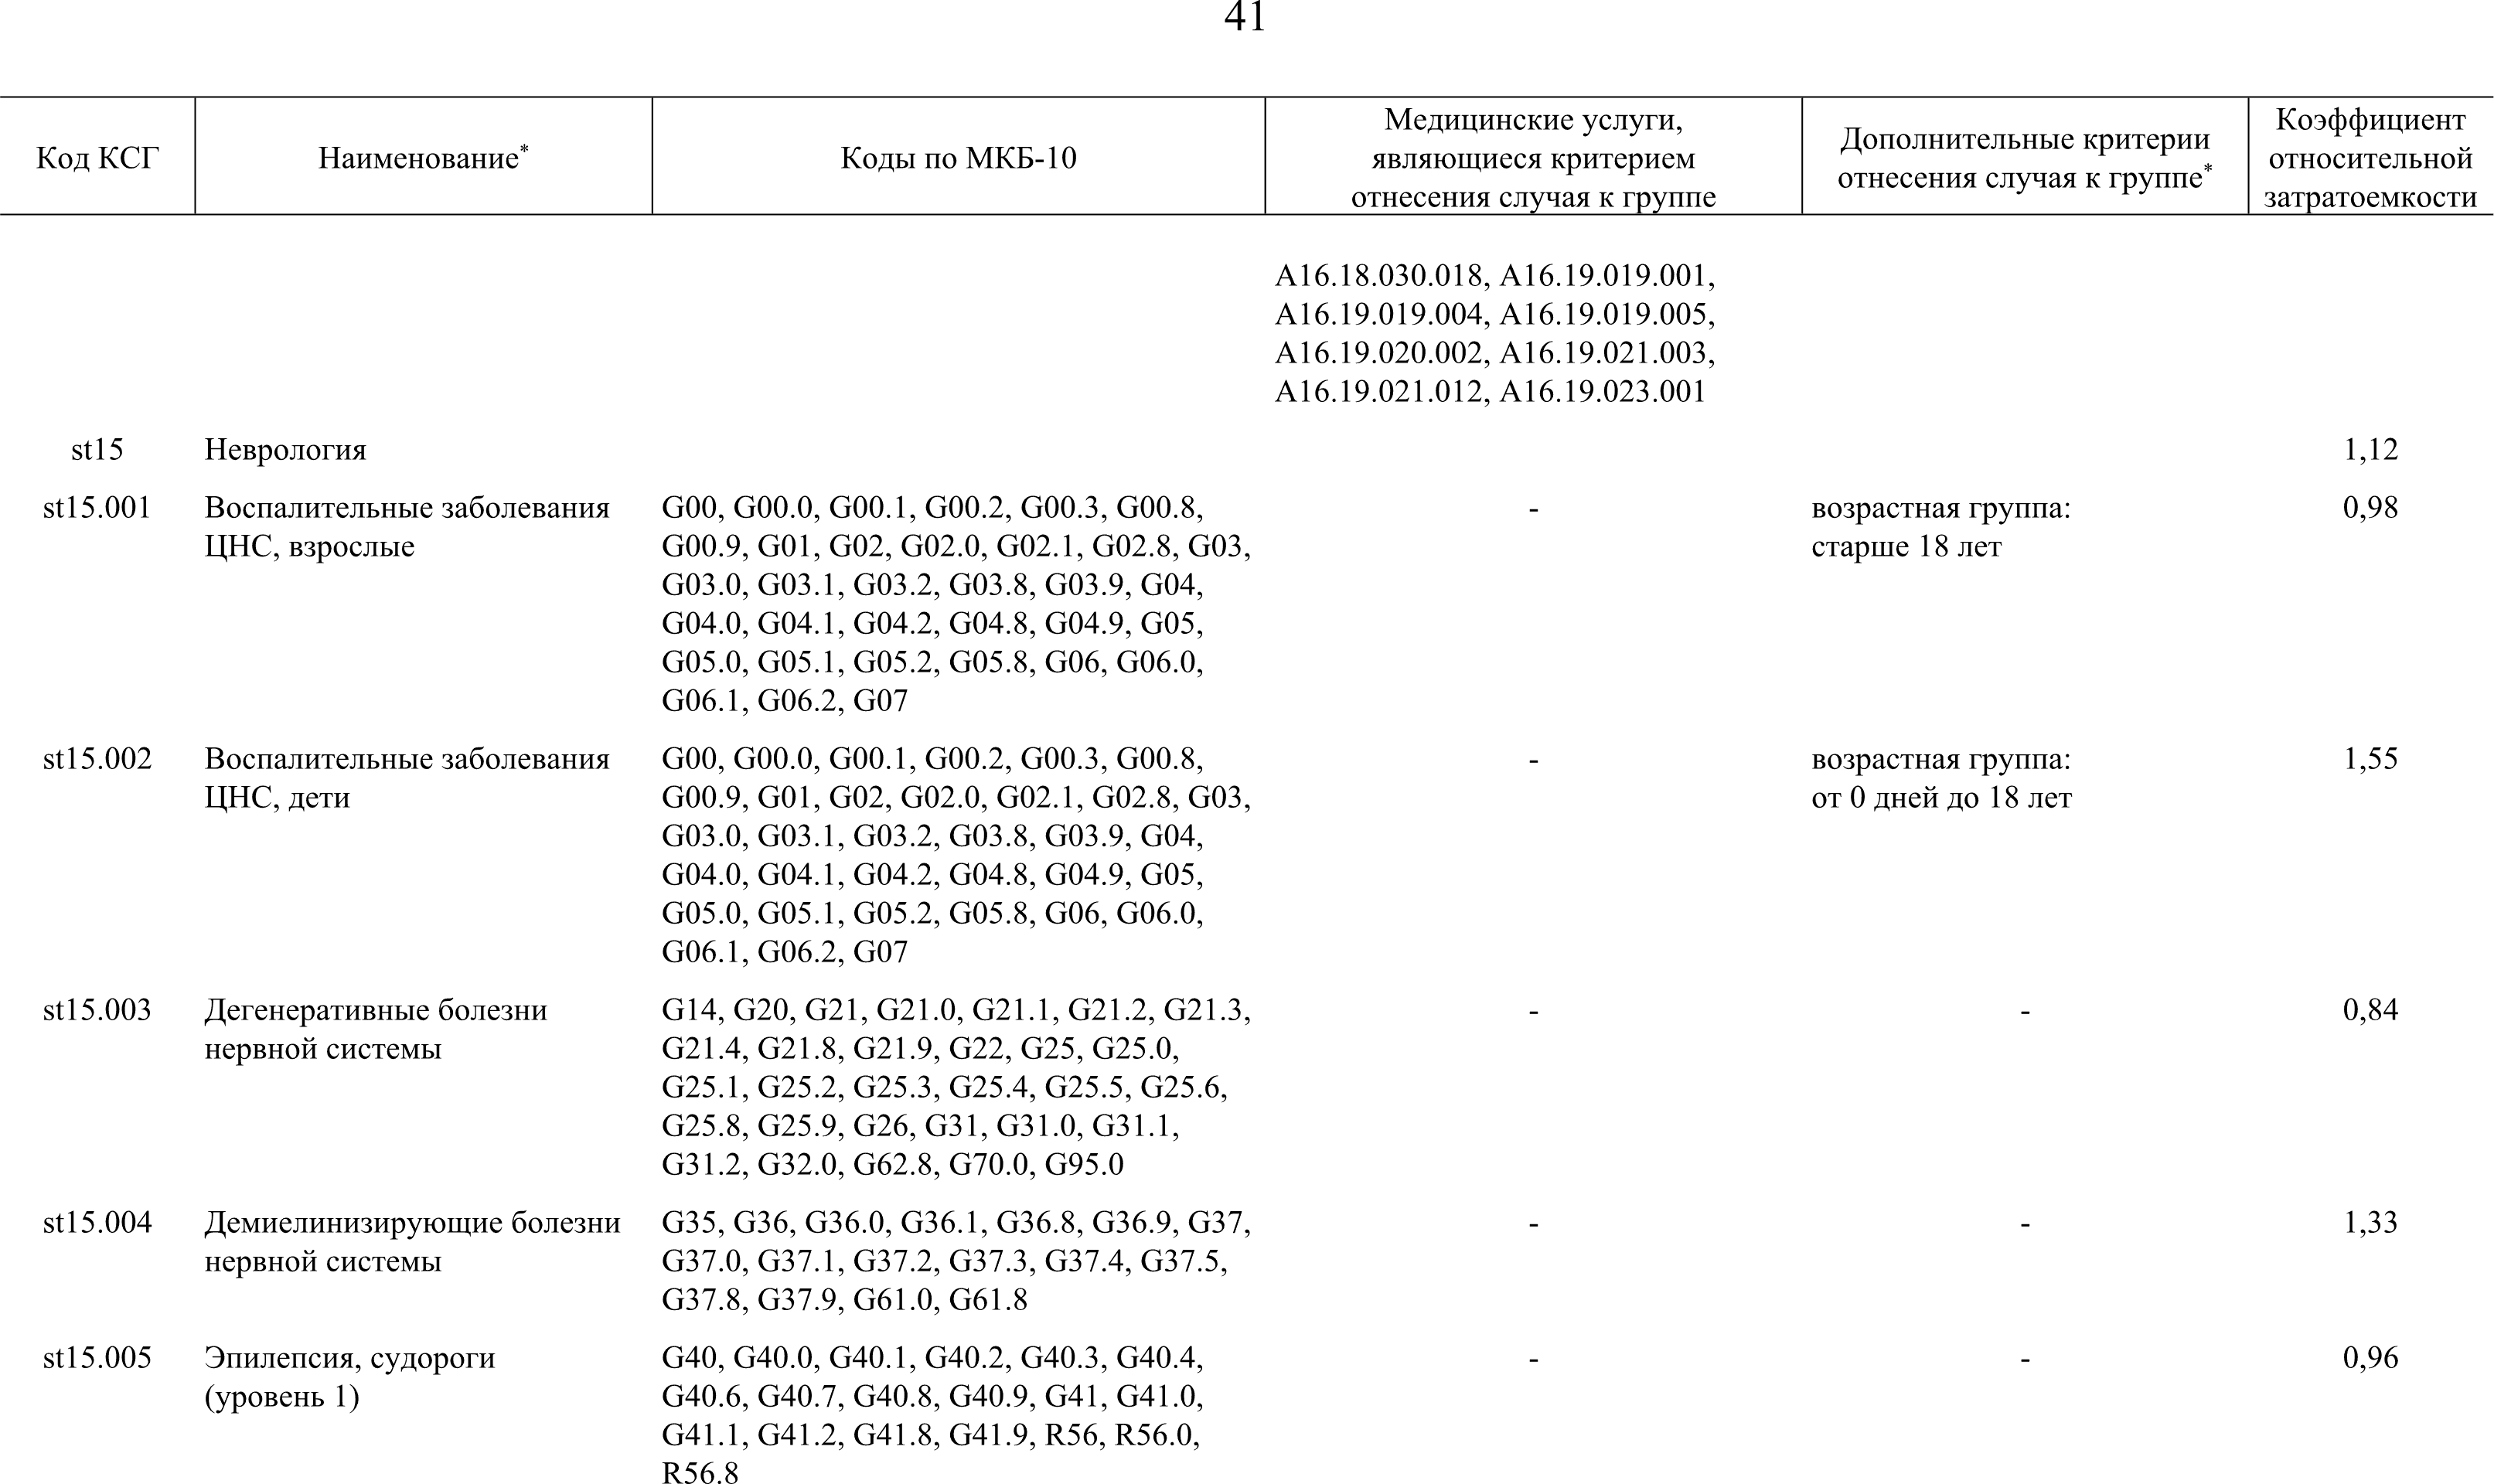 41
Код КСГ
Наименование*
Коды по МКБ-10
Медицинские услуги,
являющиеся критерием
отнесения случая к группе
Дополнительные критерии
отнесения случая к группе*
Коэффициент
относительной
затратоемкости
A16.18.030.018, A16.19.019.001,
A16.19.019.004, A16.19.019.005,
A16.19.020.002, A16.19.021.003,
A16.19.021.012, A16.19.023.001
st15 Неврология 1,12
st15.001 Воспалительные заболевания G00, G00.0, G00.1, G00.2, G00.3, G00.8, - возрастная группа: 0,98
ЦНС, взрослые G00.9, G01, G02, G02.0, G02.1, G02.8, G03, старше 18 лет
G03.0, G03.1, G03.2, G03.8, G03.9, G04,
G04.0, G04.1, G04.2, G04.8, G04.9, G05,
G05.0, G05.1, G05.2, G05.8, G06, G06.0,
G06.1, G06.2, G07
st15.002 Воспалительные заболевания G00, G00.0, G00.1, G00.2, G00.3, G00.8, - возрастная группа: 1,55
ЦНС, дети G00.9, G01, G02, G02.0, G02.1, G02.8, G03, от 0 дней до 18 лет
G03.0, G03.1, G03.2, G03.8, G03.9, G04,
G04.0, G04.1, G04.2, G04.8, G04.9, G05,
G05.0, G05.1, G05.2, G05.8, G06, G06.0,
G06.1, G06.2, G07
st15.003 Дегенеративные болезни G14, G20, G21, G21.0, G21.1, G21.2, G21.3, - - 0,84
нервной системы G21.4, G21.8, G21.9, G22, G25, G25.0,
G25.1, G25.2, G25.3, G25.4, G25.5, G25.6,
G25.8, G25.9, G26, G31, G31.0, G31.1,
G31.2, G32.0, G62.8, G70.0, G95.0
st15.004 Демиелинизирующие болезни G35, G36, G36.0, G36.1, G36.8, G36.9, G37, - - 1,33
нервной системы G37.0, G37.1, G37.2, G37.3, G37.4, G37.5,
G37.8, G37.9, G61.0, G61.8
st15.005 Эпилепсия, судороги G40, G40.0, G40.1, G40.2, G40.3, G40.4, - - 0,96
(уровень 1) G40.6, G40.7, G40.8, G40.9, G41, G41.0,
G41.1, G41.2, G41.8, G41.9, R56, R56.0,
R56.8